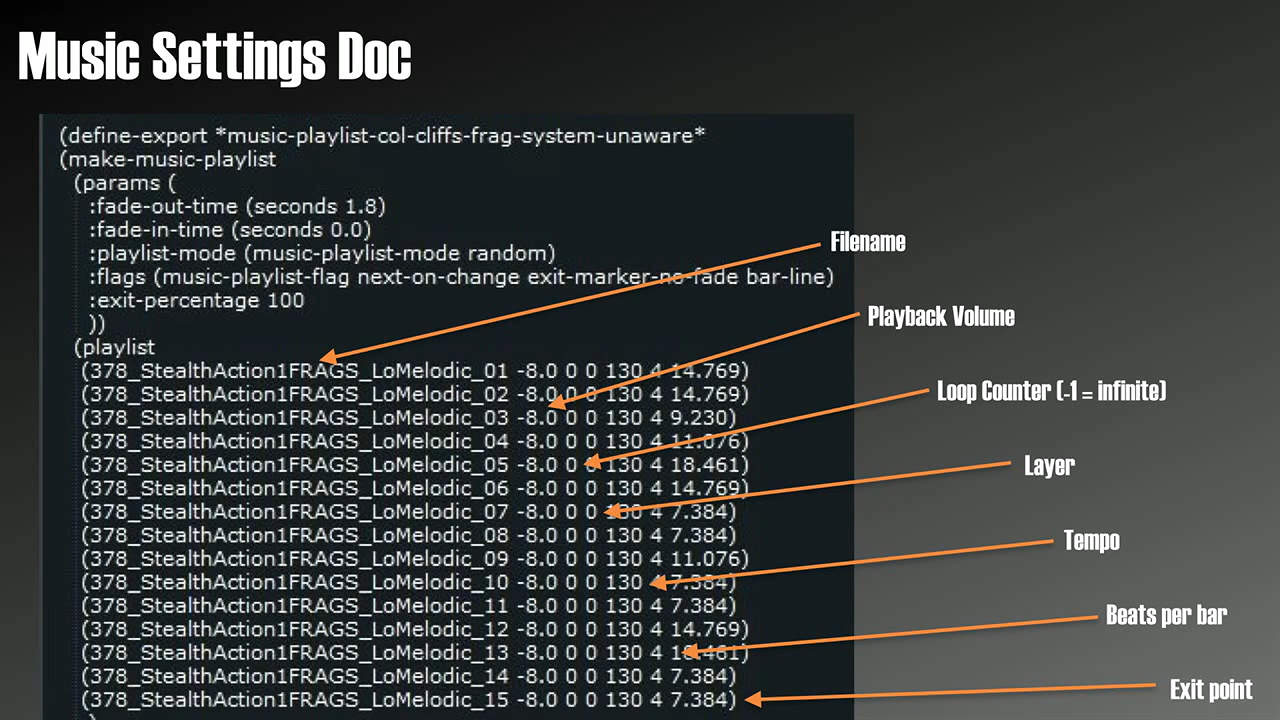 Music Settings Doc
(define-export *music-playlist-col-cliffs-frag-system-unaware*
(make-music-playlist
(params (
:fade-out-time (seconds 1.8)
:fade-in-time (seconds 0.0)
:playlist-mode (music-playlist-mode random)
:flags (music-playlist-flag next-on-change exit-marker-no-fade bar-line)
:exit-percentage 100
))
(playlist
(378_StealthAction1FRAGS_LoMelodic_01 -8.0 0 0 130 4 14.769)
(378_StealthAction1FRAGS_LoMelodic_02 -8.0 0 0 130 4 14.769)
(378_StealthAction1FRAGS_LoMelodic_03 -8.0 0 0 130 4 9.230)
(378_StealthAction1FRAGS_LoMelodic_04 -8.0 0 0 130 4 11.076)
(378_StealthAction1FRAGS_LoMelodic_05 -8.0 0 0 130 4 18.461)
(378_StealthAction1FRAGS_LoMelodic_06 -8.0 0 0 130 4 14.769)
(378_StealthAction1FRAGS_LoMelodic_07 -8.0 0 0 130 4 7.384)
(378_StealthAction1FRAGS_LoMelodic_08 -8.0 0 0 130 4 7.384)
(378_StealthAction1FRAGS_LoMelodic_09 -8.0 0 0 130 4 11.076)
(378_StealthAction1FRAGS_LoMelodic_10 -8.0 0 0 130 4 7.384)
(378_StealthAction1FRAGS_LoMelodic_11 -8.0 0 0 130 4 7.384)
(378_StealthAction1FRAGS_LoMelodic_12 -8.0 0 0 130 4 14.769)
(378_StealthAction1FRAGS_LoMelodic_13 -8.0 0 0 130 4 18.461)
(378_StealthAction1FRAGS_LoMelodic_14 -8.0 0 0 130 4 7.384)
(378_StealthAction1FRAGS_LoMelodic_15 -8.0 0 0 130 4 7.384)
)
Filename
Playback Volume
Loop Counter (-1 = infinite)
Layer
Tempo
Beats per bar
Exit point